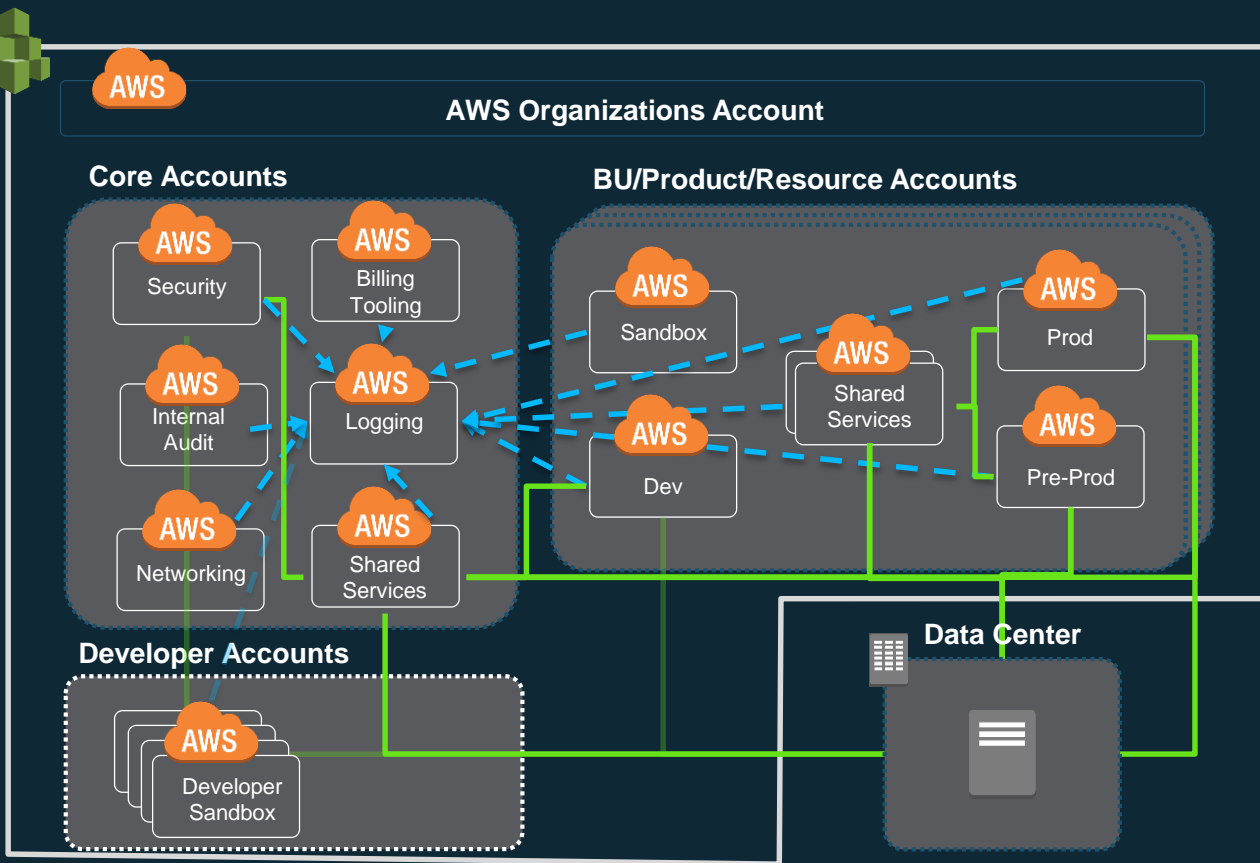 AWS
AWS Organizations Account
Core Accounts
BU/Product/Resource Accounts
AWS
Security
AWS
Billing
Tooling
AWS
Internal
Audit
AWS
Logging
AWS
Networking
AWS
Shared
Services
AWS
Sandbox
AWS
Dev
AWS
Shared
Services
AWS
Prod
AWS
Pre-Prod
Developer Accounts
AWS
Developer
Sandbox
Data Center